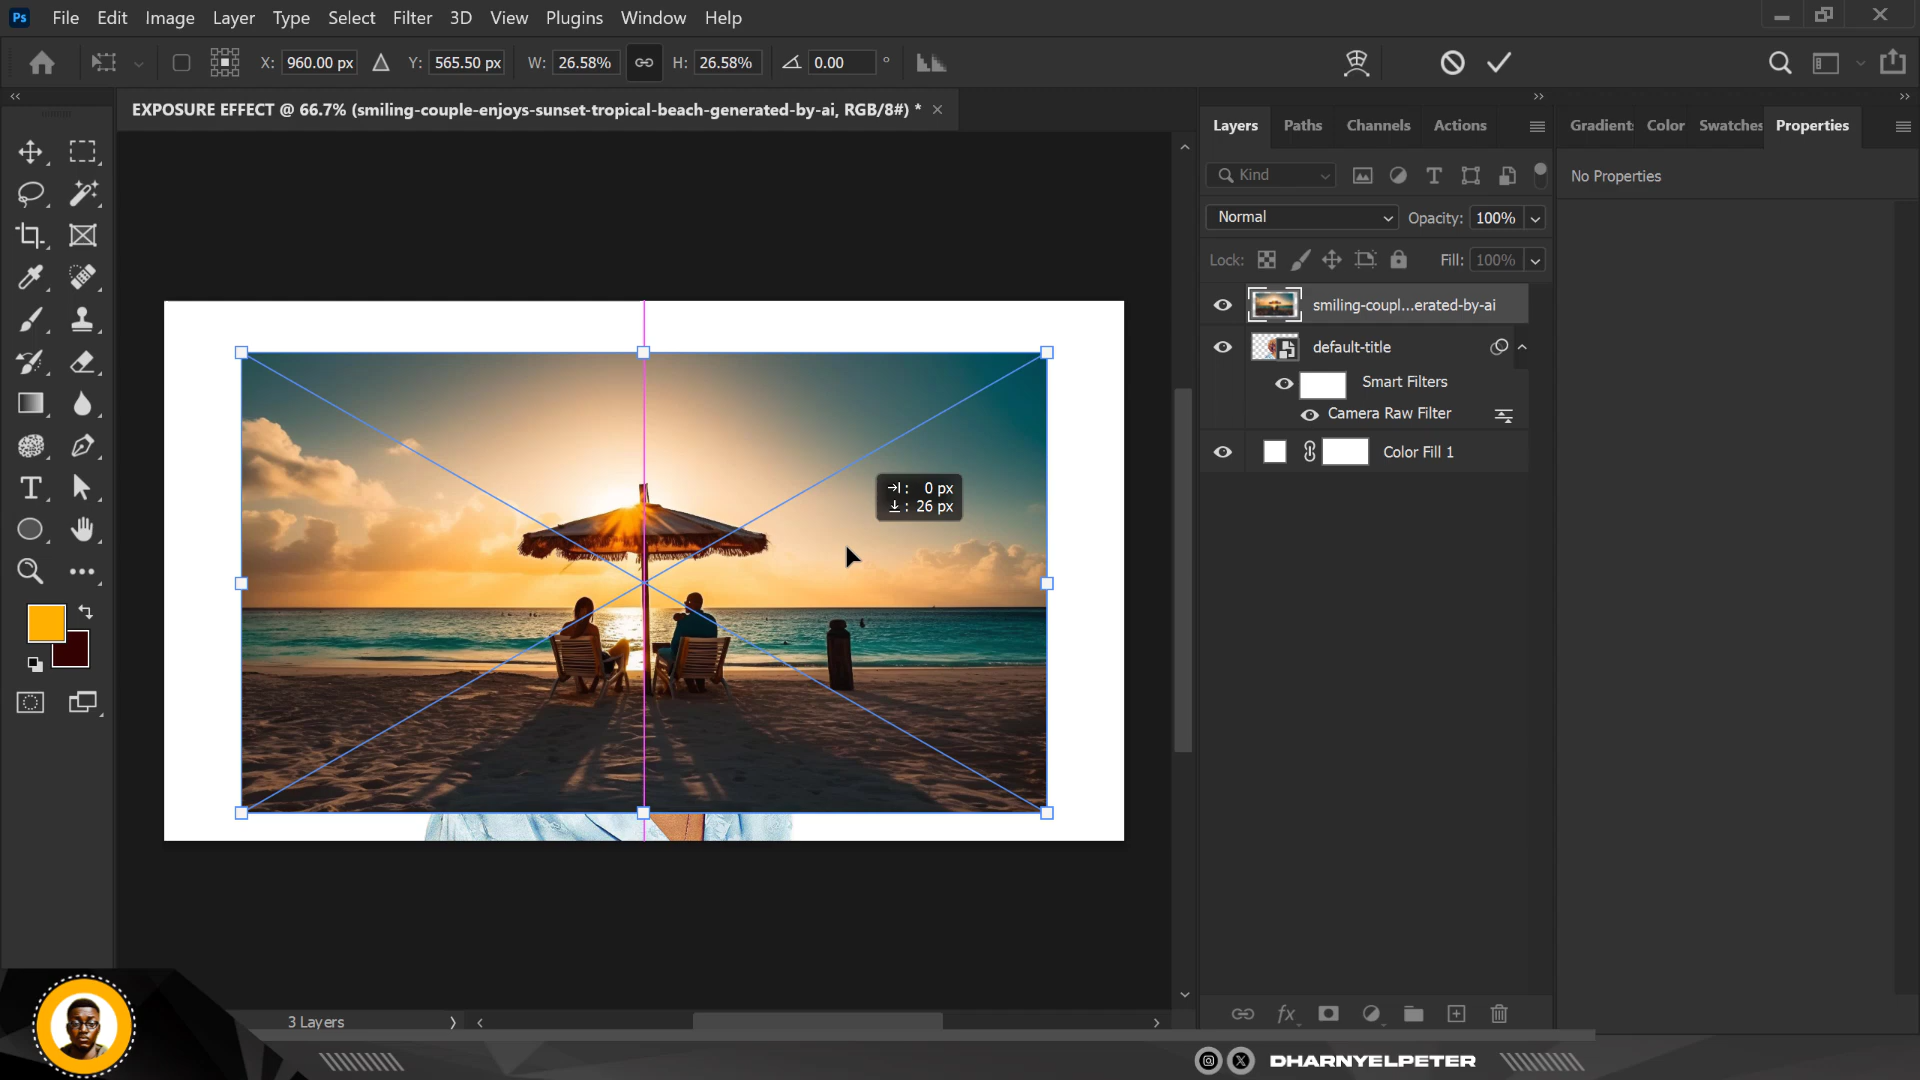 Ps File Edit Image Layer Type Select Filter 3D View Plugins Window Help
X: 960.00 px Y: 565.50 px W: 26.58% H: 26.58% 0.00 °
EXPOSURE EFFECT @ 66.7% (smiling-couple-enjoys-sunset-tropical-beach-generated-by-ai, RGB/8#) * ×
Layers Paths Channels Actions
Gradient Color Swatches Properties
Kind
No Properties
Normal Opacity: 100%
Lock: Fill: 100%
smiling-coupl...erated-by-ai
default-title
Smart Filters
Camera Raw Filter
Color Fill 1
: 0 px
: 26 px
3 Layers
fx
DHARNYELPETER